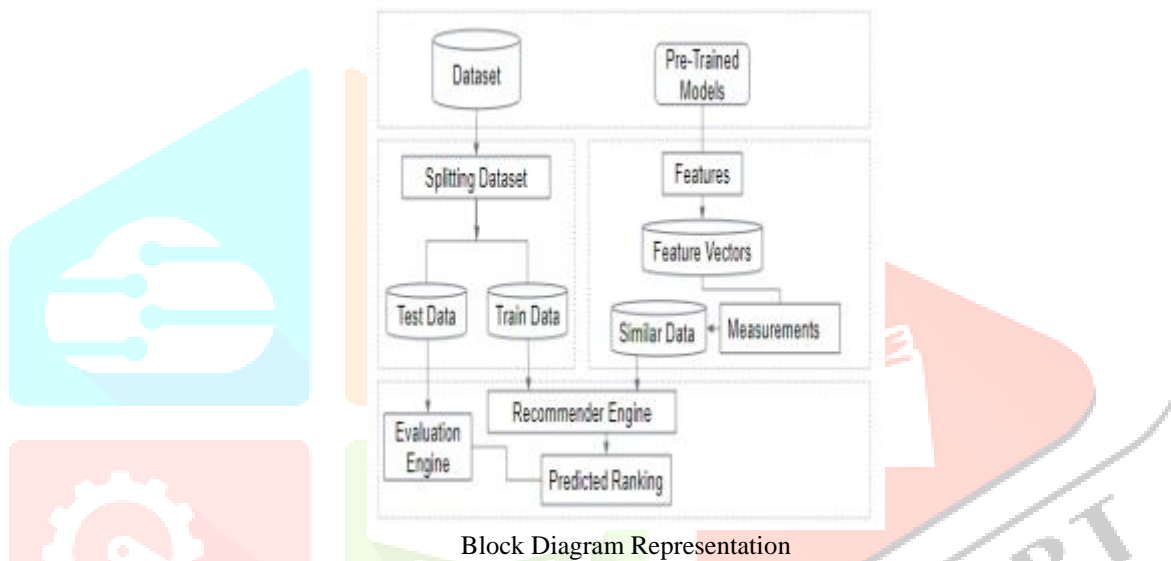 Dataset
Pre-Trained
Models
Splitting Dataset
Features
Feature Vectors
Test Data
Train Data
Similar Data
Measurements
Recommender Engine
Evaluation
Engine
Predicted Ranking
Block Diagram Representation